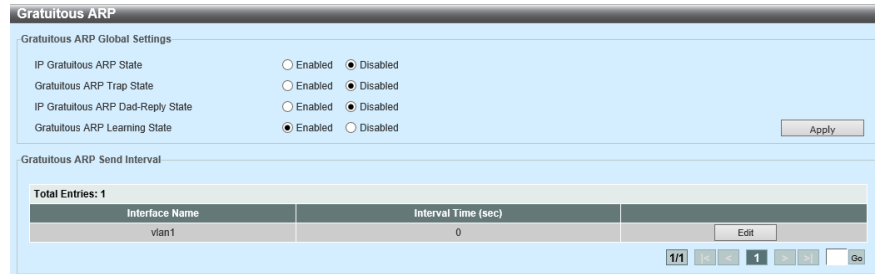 Gratuitous ARP
Gratuitous ARP Global Settings
IP Gratuitous ARP State Enabled Disabled
Gratuitous ARP Trap State Enabled Disabled
IP Gratuitous ARP Dad-Reply State Enabled Disabled
Gratuitous ARP Learning State Enabled Disabled Apply
Gratuitous ARP Send Interval
Total Entries: 1
Interface Name Interval Time (sec)
vlan1 0 Edit
1/1 |< < 1 > >| Go